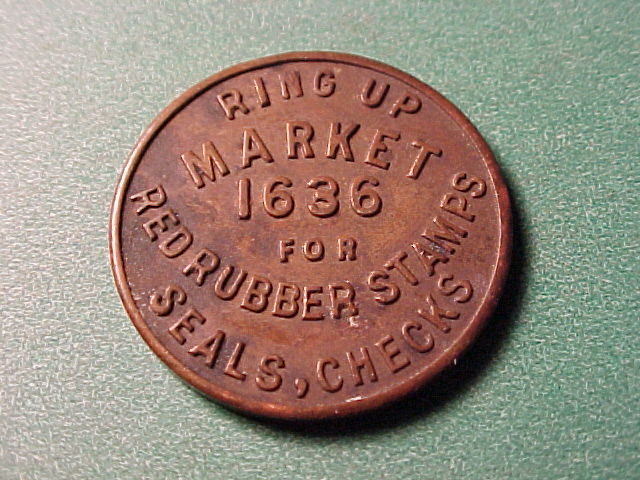 RING UP
MARKET
1636
FOR
RED RUBBER STAMPS
SEALS, CHECKS